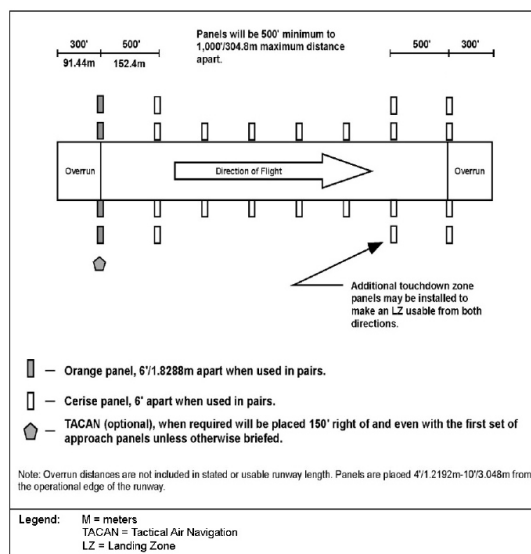 300'
500'
Panels will be 500' minimum to
1,000'/304.8m maximum distance
apart.
500'
300'
91.44m
152.4m
Overrun
Direction of Flight
Overrun
Additional touchdown zone
panels may be installed to
make an LZ usable from both
directions.
— Orange panel, 6'/1.8288m apart when used in pairs.
— Cerise panel, 6' apart when used in pairs.
— TACAN (optional), when required will be placed 150' right of and even with the first set of
approach panels unless otherwise briefed.
Note: Overrun distances are not included in stated or usable runway length. Panels are placed 4'/1.2192m-10'/3.048m from
the operational edge of the runway.
Legend: M = meters
TACAN = Tactical Air Navigation
LZ = Landing Zone